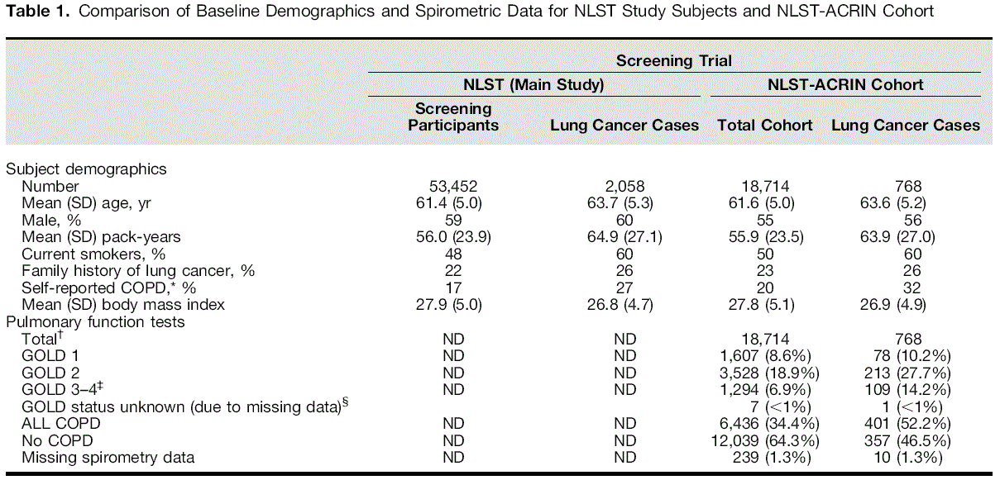 Table 1. Comparison of Baseline Demographics and Spirometric Data for NLST Study Subjects and NLST-ACRIN Cohort
Screening Trial
NLST (Main Study) NLST-ACRIN Cohort
Screening Participants Lung Cancer Cases Total Cohort Lung Cancer Cases
Subject demographics
Number 53,452 2,058 18,714 768
Mean (SD) age, yr 61.4 (5.0) 63.7 (5.3) 61.6 (5.0) 63.6 (5.2)
Male, % 59 60 55 56
Mean (SD) pack-years 56.0 (23.9) 64.9 (27.1) 55.9 (23.5) 63.9 (27.0)
Current smokers, % 48 60 50 60
Family history of lung cancer, % 22 26 23 26
Self-reported COPD,* % 17 27 20 32
Mean (SD) body mass index 27.9 (5.0) 26.8 (4.7) 27.8 (5.1) 26.9 (4.9)
Pulmonary function tests
Total† ND ND 18,714 768
GOLD 1 ND ND 1,607 (8.6%) 78 (10.2%)
GOLD 2 ND ND 3,528 (18.9%) 213 (27.7%)
GOLD 3–4‡ ND ND 1,294 (6.9%) 109 (14.2%)
GOLD status unknown (due to missing data)§ 7 (<1%) 1 (<1%)
ALL COPD ND ND 6,436 (34.4%) 401 (52.2%)
No COPD ND ND 12,039 (64.3%) 357 (46.5%)
Missing spirometry data ND ND 239 (1.3%) 10 (1.3%)